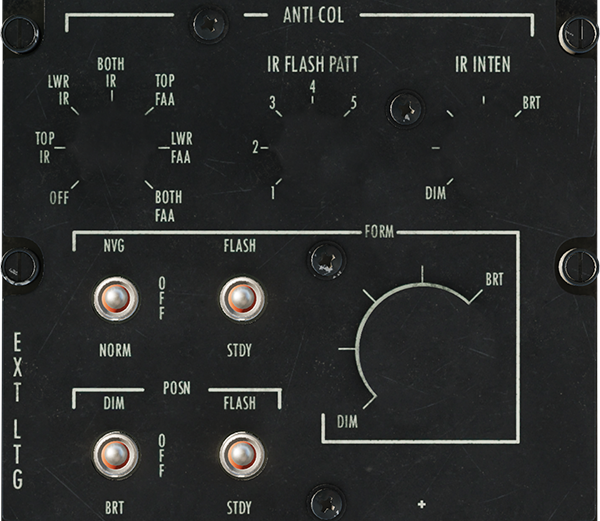 ANTI COL
BOTH
IR
LWR
IR
TOP
FAA
TOP
IR
LWR
FAA
OFF
BOTH
FAA
IR FLASH PATT
1
2
3
4
5
IR INTEN
BRT
DIM
FORM
NVG
FLASH
OFF
NORM
STDY
BRT
DIM
EXT LTG
POSN
DIM
FLASH
OFF
BRT
STDY